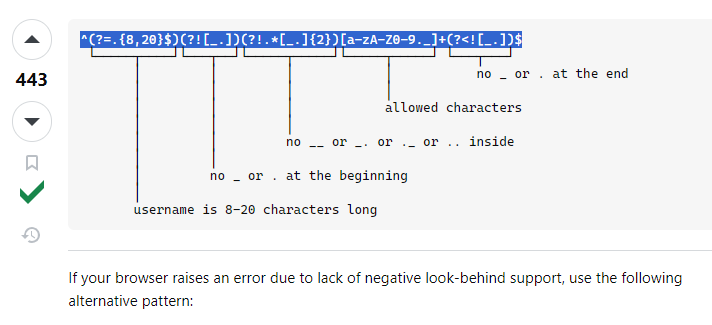 ^(?=.{8,20}$)(?![_.])(?!.*[_.]{2})[a-zA-Z0-9._]+(?<![_.])$
443
no _ or . at the end
allowed characters
no __ or _. or ._ or .. inside
no _ or . at the beginning
username is 8-20 characters long
If your browser raises an error due to lack of negative look-behind support, use the following
alternative pattern: